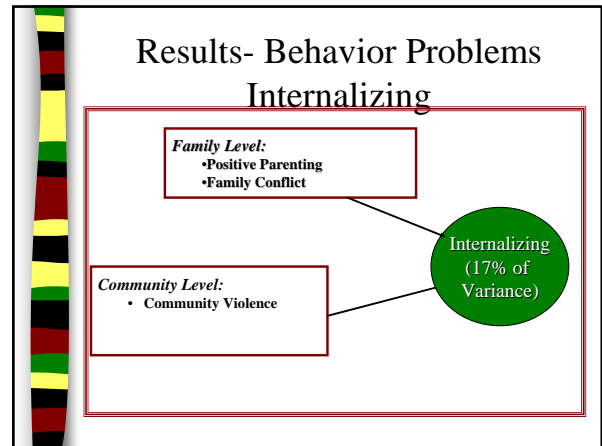 Results- Behavior Problems
Internalizing
Family Level:
•Positive Parenting
•Family Conflict
Internalizing
(17% of
Variance)
Community Level:
• Community Violence